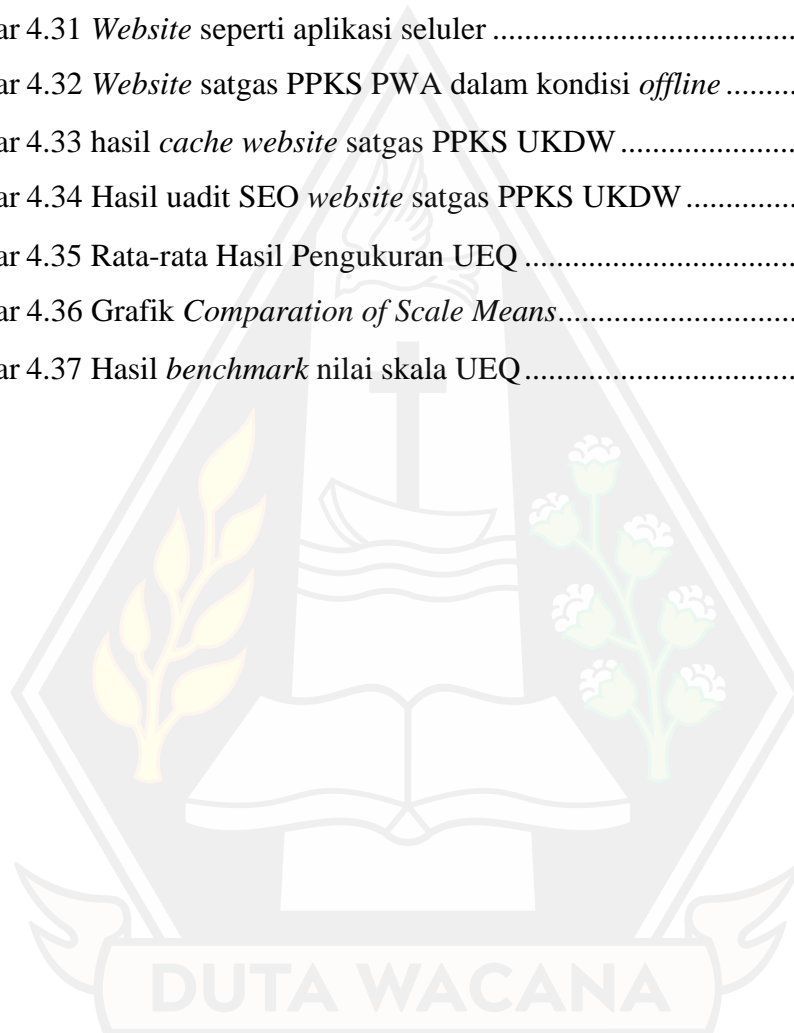 ar 4.31 Website seperti aplikasi seluler ....................................
ar 4.32 Website satgas PPKS PWA dalam kondisi offline .........
ar 4.33 hasil cache website satgas PPKS UKDW ......................
ar 4.34 Hasil uadit SEO website satgas PPKS UKDW ..............
ar 4.35 Rata-rata Hasil Pengukuran UEQ ................................
ar 4.36 Grafik Comparation of Scale Means............................
ar 4.37 Hasil benchmark nilai skala UEQ................................
DUTA WACANA